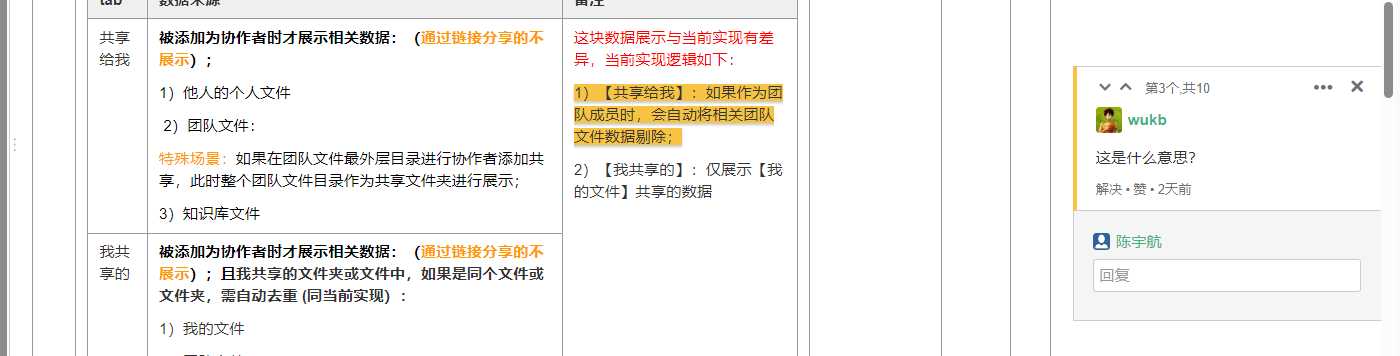 tab
数据来源
备注
共享
给我
被添加为协作者时才展示相关数据：（通过链接分享的不
展示）；
1）他人的个人文件
2）团队文件：
特殊场景：如果在团队文件最外层目录进行协作者添加共
享，此时整个团队文件目录作为共享文件夹进行展示；
3）知识库文件
这块数据展示与当前实现有差
异，当前实现逻辑如下：
1）【共享给我】：如果作为团
队成员时，会自动将相关团队
文件数据剔除；
2）【我共享的】：仅展示【我
的文件】共享的数据
我共
享的
被添加为协作者时才展示相关数据：（通过链接分享的不
展示）；且我共享的文件夹或文件中，如果是同个文件或
文件夹，需自动去重 (同当前实现) ：
1）我的文件
第3个,共10
wukb
这是什么意思?
解决 • 赞 • 2天前
陈宇航
回复